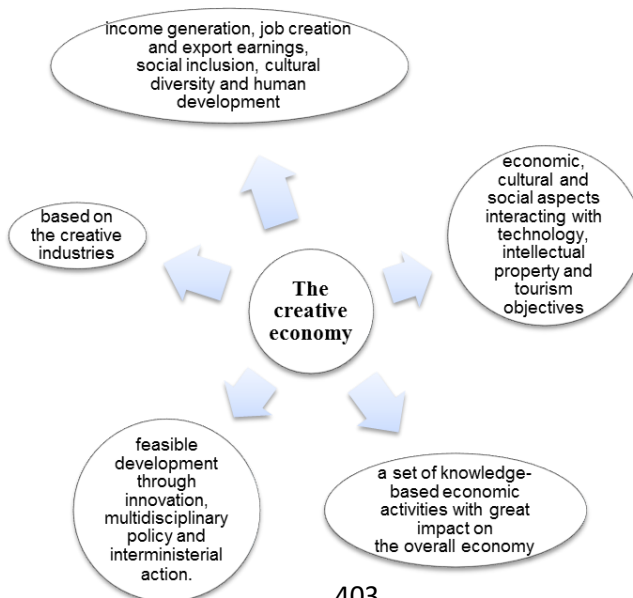 income generation, job creation
and export earnings,
social inclusion, cultural
diversity and human
development
economic,
cultural and
social aspects
interacting with
technology,
intellectual
property and
tourism
objectives
based on
the creative
industries
The
creative
economy
feasible
development
through
innovation,
multidisciplinary
policy and
interministerial
action.
a set of knowledge-
based economic
activities with great
impact on
the overall economy
403